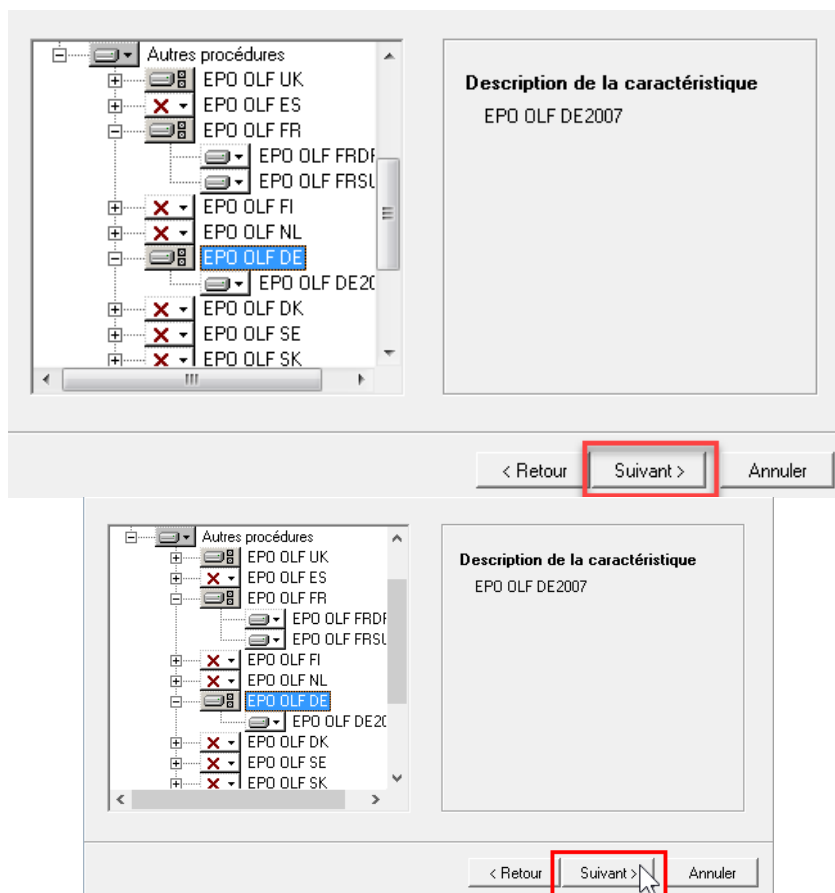 Autres procédures
EPO OLF UK
EPO OLF ES
EPO OLF FR
EPO OLF FRDF
EPO OLF FRSU
EPO OLF FI
EPO OLF NL
EPO OLF DE
EPO OLF DE20
EPO OLF DK
EPO OLF SE
EPO OLF SK
Description de la caractéristique
EPO OLF DE2007
< Retour
Suivant >
Annuler
Autres procédures
EPO OLF UK
EPO OLF ES
EPO OLF FR
EPO OLF FRDF
EPO OLF FRSU
EPO OLF FI
EPO OLF NL
EPO OLF DE
EPO OLF DE20
EPO OLF DK
EPO OLF SE
EPO OLF SK
Description de la caractéristique
EPO OLF DE2007
< Retour
Suivant >
Annuler